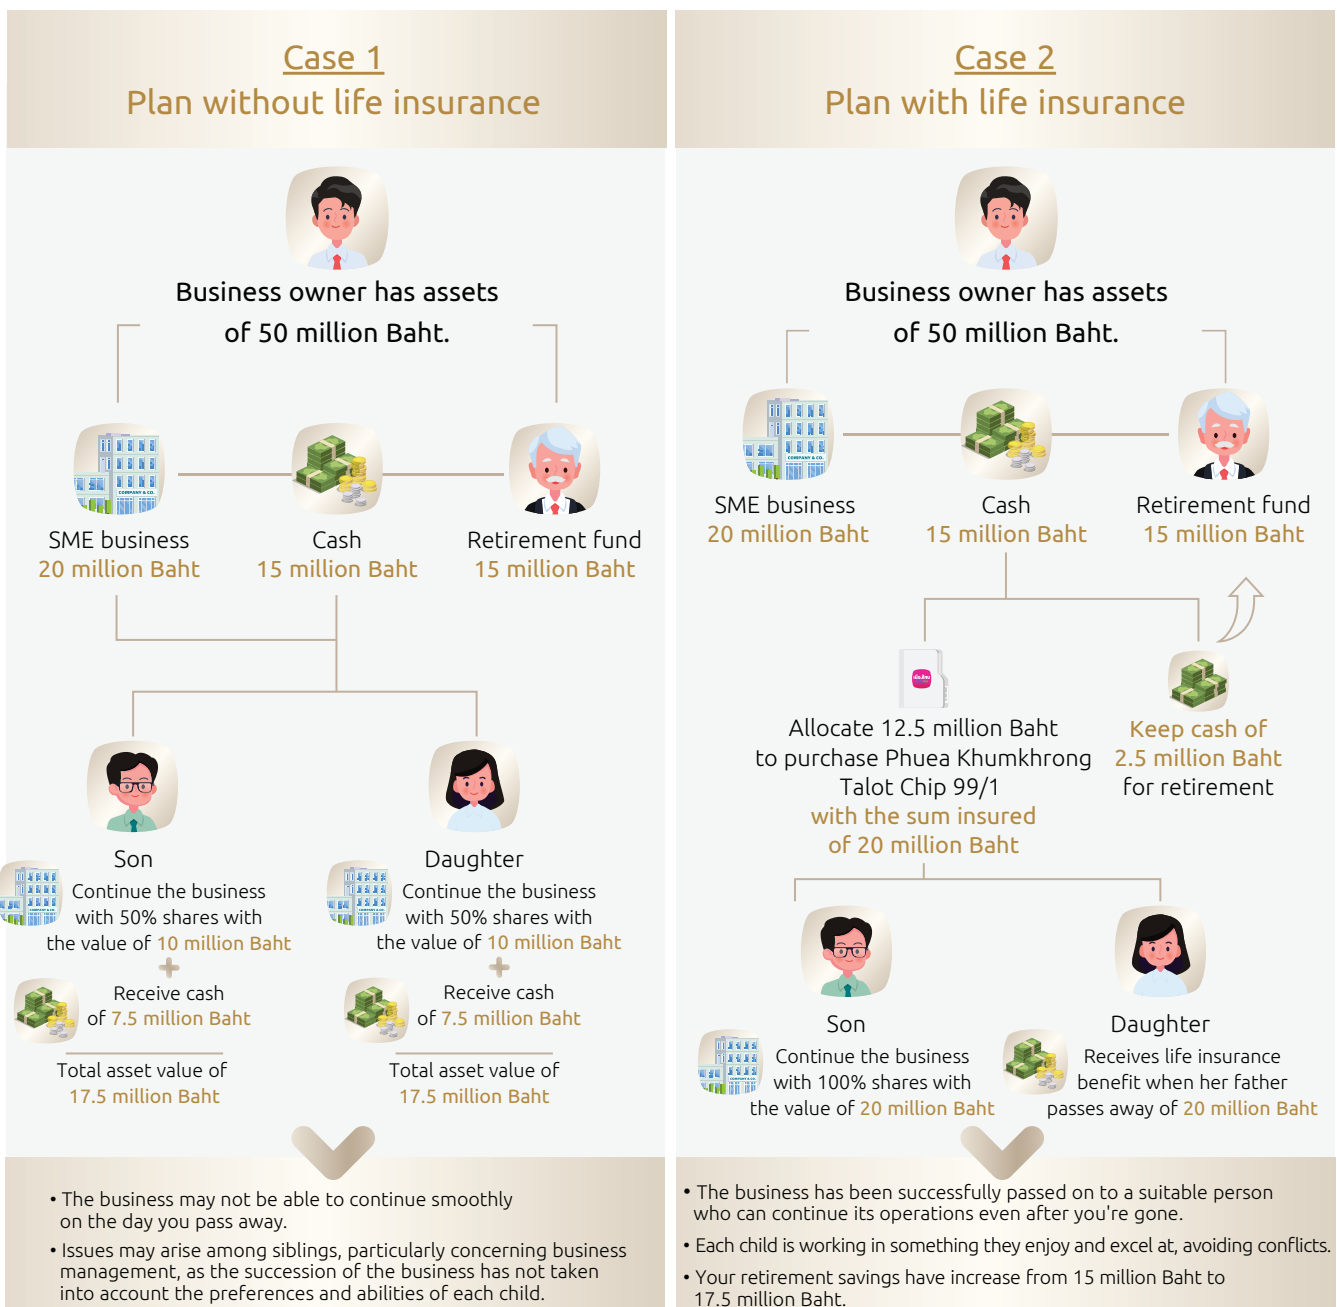 Case 1
Plan without life insurance
Business owner has assets
of 50 million Baht.
COMPANY & CO.
SME business
20 million Baht
Cash
15 million Baht
Retirement fund
15 million Baht
Son
Continue the business
with 50% shares with
the value of 10 million Baht
+
Receive cash
of 7.5 million Baht
Total asset value of
17.5 million Baht
Daughter
Continue the business
with 50% shares with
the value of 10 million Baht
+
Receive cash
of 7.5 million Baht
Total asset value of
17.5 million Baht
• The business may not be able to continue smoothly
on the day you pass away.
• Issues may arise among siblings, particularly concerning business
management, as the succession of the business has not taken
into account the preferences and abilities of each child.
Case 2
Plan with life insurance
Business owner has assets
of 50 million Baht.
COMPANY & CO.
SME business
20 million Baht
Cash
15 million Baht
Retirement fund
15 million Baht
Allocate 12.5 million Baht
to purchase Phuea Khumkhrong
Talot Chip 99/1
with the sum insured
of 20 million Baht
Keep cash of
2.5 million Baht
for retirement
Son
Continue the business
with 100% shares with
the value of 20 million Baht
Daughter
Receives life insurance
benefit when her father
passes away of 20 million Baht
• The business has been successfully passed on to a suitable person
who can continue its operations even after you're gone.
• Each child is working in something they enjoy and excel at, avoiding conflicts.
• Your retirement savings have increase from 15 million Baht to
17.5 million Baht.